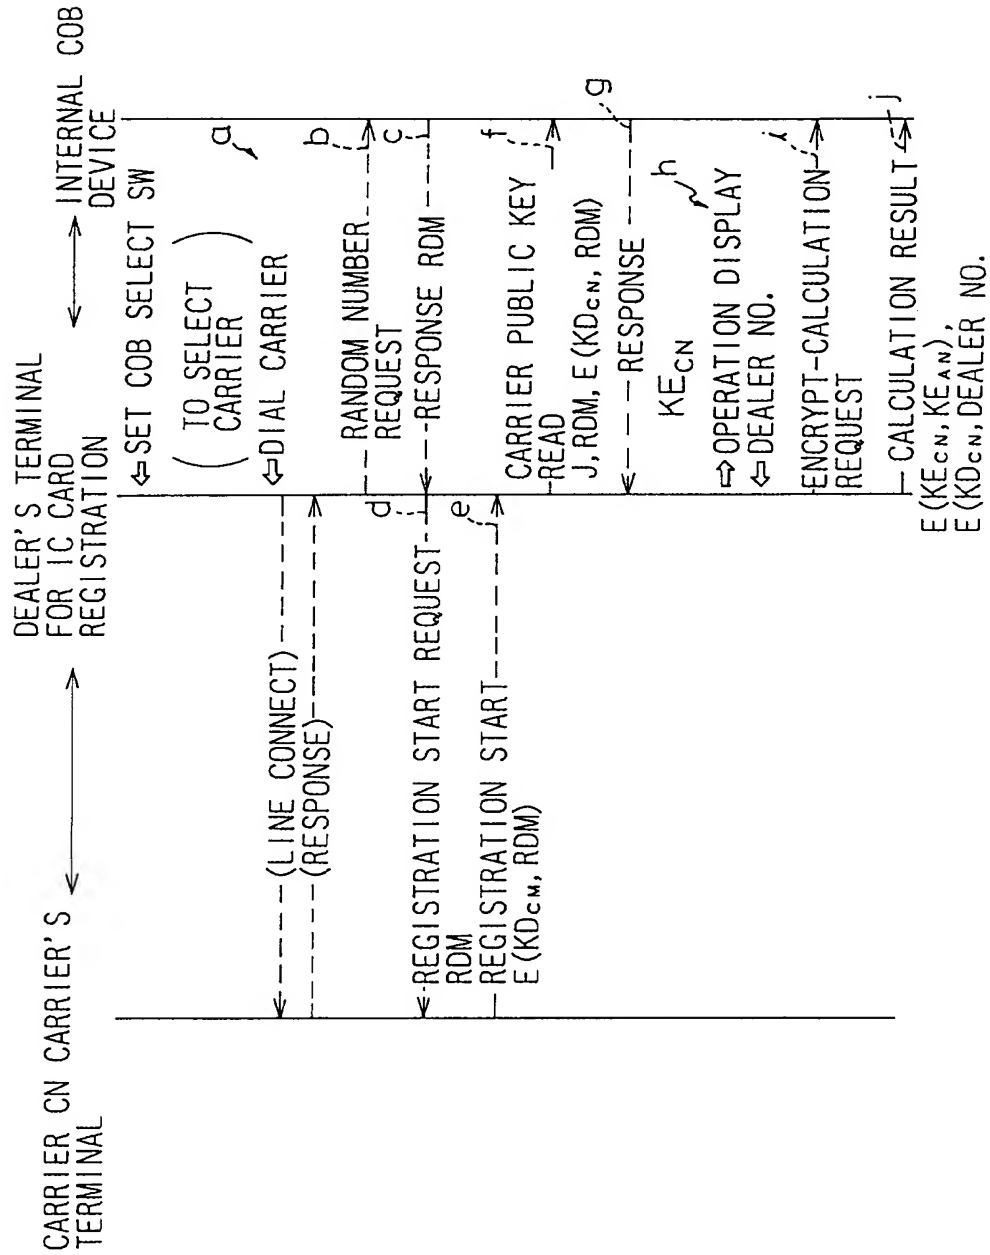 CARRIER CN CARRIER'S
TERMINAL
DEALER'S TERMINAL
FOR IC CARD
REGISTRATION
INTERNAL COB
DEVICE
SET COB SELECT SW
a
(TO SELECT
CARRIER)
DIAL CARRIER
(LINE CONNECT)
(RESPONSE)
RANDOM NUMBER
REQUEST
b
RESPONSE RDM
c
REGISTRATION START REQUEST
d
RDM
REGISTRATION START
e
E(KDCM, RDM)
CARRIER PUBLIC KEY
READ
f
J, RDM, E(KDCN, RDM)
RESPONSE
g
KECN
h
OPERATION DISPLAY
DEALER NO.
ENCRYPT-CALCULATION
REQUEST
i
CALCULATION RESULT
j
E(KECN, KEAN),
E(KDCN, DEALER NO.